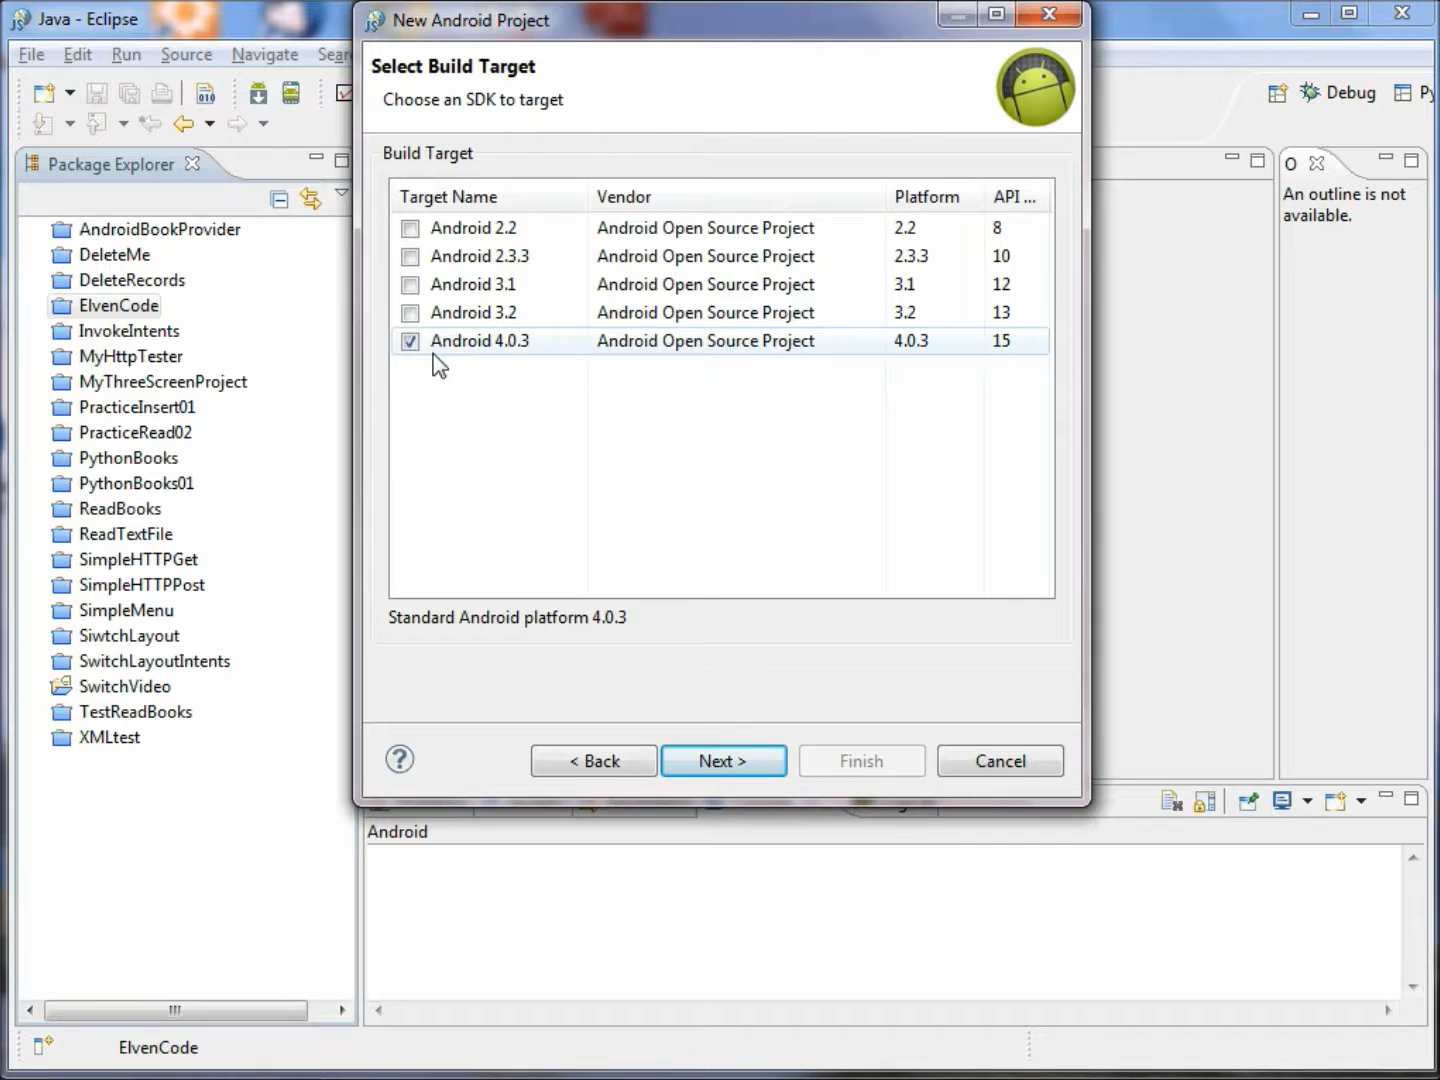 Java - Eclipse
New Android Project
File Edit Run Source Navigate Sear
Select Build Target
Choose an SDK to target
Debug Py
Package Explorer
Build Target
Target Name Vendor Platform API ...
Android 2.2 Android Open Source Project 2.2 8
Android 2.3.3 Android Open Source Project 2.3.3 10
Android 3.1 Android Open Source Project 3.1 12
Android 3.2 Android Open Source Project 3.2 13
Android 4.0.3 Android Open Source Project 4.0.3 15
Standard Android platform 4.0.3
< Back Next > Finish Cancel
O
An outline is not
available.
AndroidBookProvider
DeleteMe
DeleteRecords
ElvenCode
InvokeIntents
MyHttpTester
MyThreeScreenProject
PracticeInsert01
PracticeRead02
PythonBooks
PythonBooks01
ReadBooks
ReadTextFile
SimpleHTTPGet
SimpleHTTPPost
SimpleMenu
SiwtchLayout
SwitchLayoutIntents
SwitchVideo
TestReadBooks
XMLtest
Android
ElvenCode